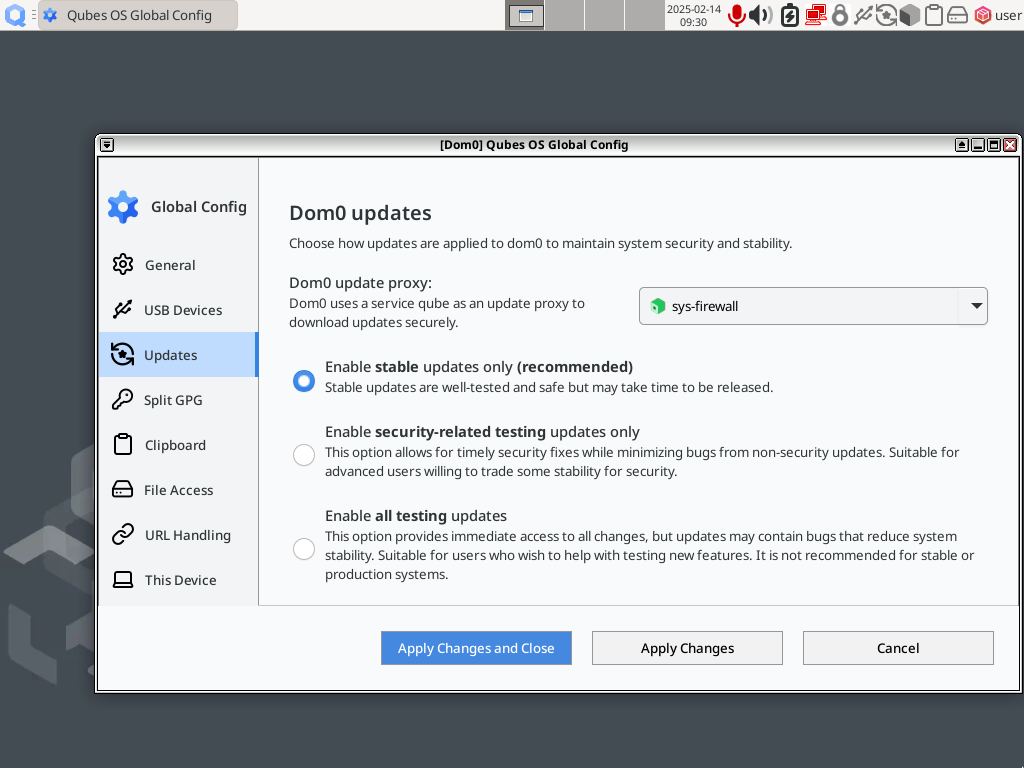 Qubes OS Global Config
2025-02-14
09:30
user
[Dom0] Qubes OS Global Config
Global Config
General
USB Devices
Updates
Split GPG
Clipboard
File Access
URL Handling
This Device
Dom0 updates
Choose how updates are applied to dom0 to maintain system security and stability.
Dom0 update proxy:
Dom0 uses a service qube as an update proxy to
download updates securely.
sys-firewall
Enable stable updates only (recommended)
Stable updates are well-tested and safe but may take time to be released.
Enable security-related testing updates only
This option allows for timely security fixes while minimizing bugs from non-security updates. Suitable for
advanced users willing to trade some stability for security.
Enable all testing updates
This option provides immediate access to all changes, but updates may contain bugs that reduce system
stability. Suitable for users who wish to help with testing new features. It is not recommended for stable or
production systems.
Apply Changes and Close
Apply Changes
Cancel